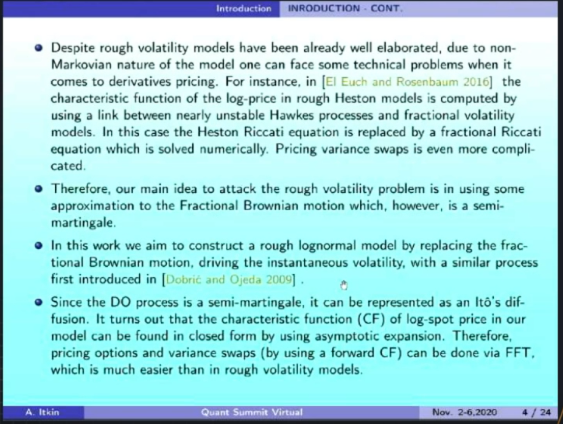 Introduction INRODUCTION - CONT.
Despite rough volatility models have been already well elaborated, due to non-
Markovian nature of the model one can face some technical problems when it
comes to derivatives pricing. For instance, in [El Euch and Rosenbaum 2016] the
characteristic function of the log-price in rough Heston models is computed by
using a link between nearly unstable Hawkes processes and fractional volatility
models. In this case the Heston Riccati equation is replaced by a fractional Riccati
equation which is solved numerically. Pricing variance swaps is even more compli-
cated.
Therefore, our main idea to attack the rough volatility problem is in using some
approximation to the Fractional Brownian motion which, however, is a semi-
martingale.
In this work we aim to construct a rough lognormal model by replacing the frac-
tional Brownian motion, driving the instantaneous volatility, with a similar process
first introduced in [Dobrić and Ojeda 2009] .
Since the DO process is a semi-martingale, it can be represented as an Itô's dif-
fusion. It turns out that the characteristic function (CF) of log-spot price in our
model can be found in closed form by using asymptotic expansion. Therefore,
pricing options and variance swaps (by using a forward CF) can be done via FFT,
which is much easier than in rough volatility models.
A. Itkin Quant Summit Virtual Nov. 2-6,2020 4 / 24